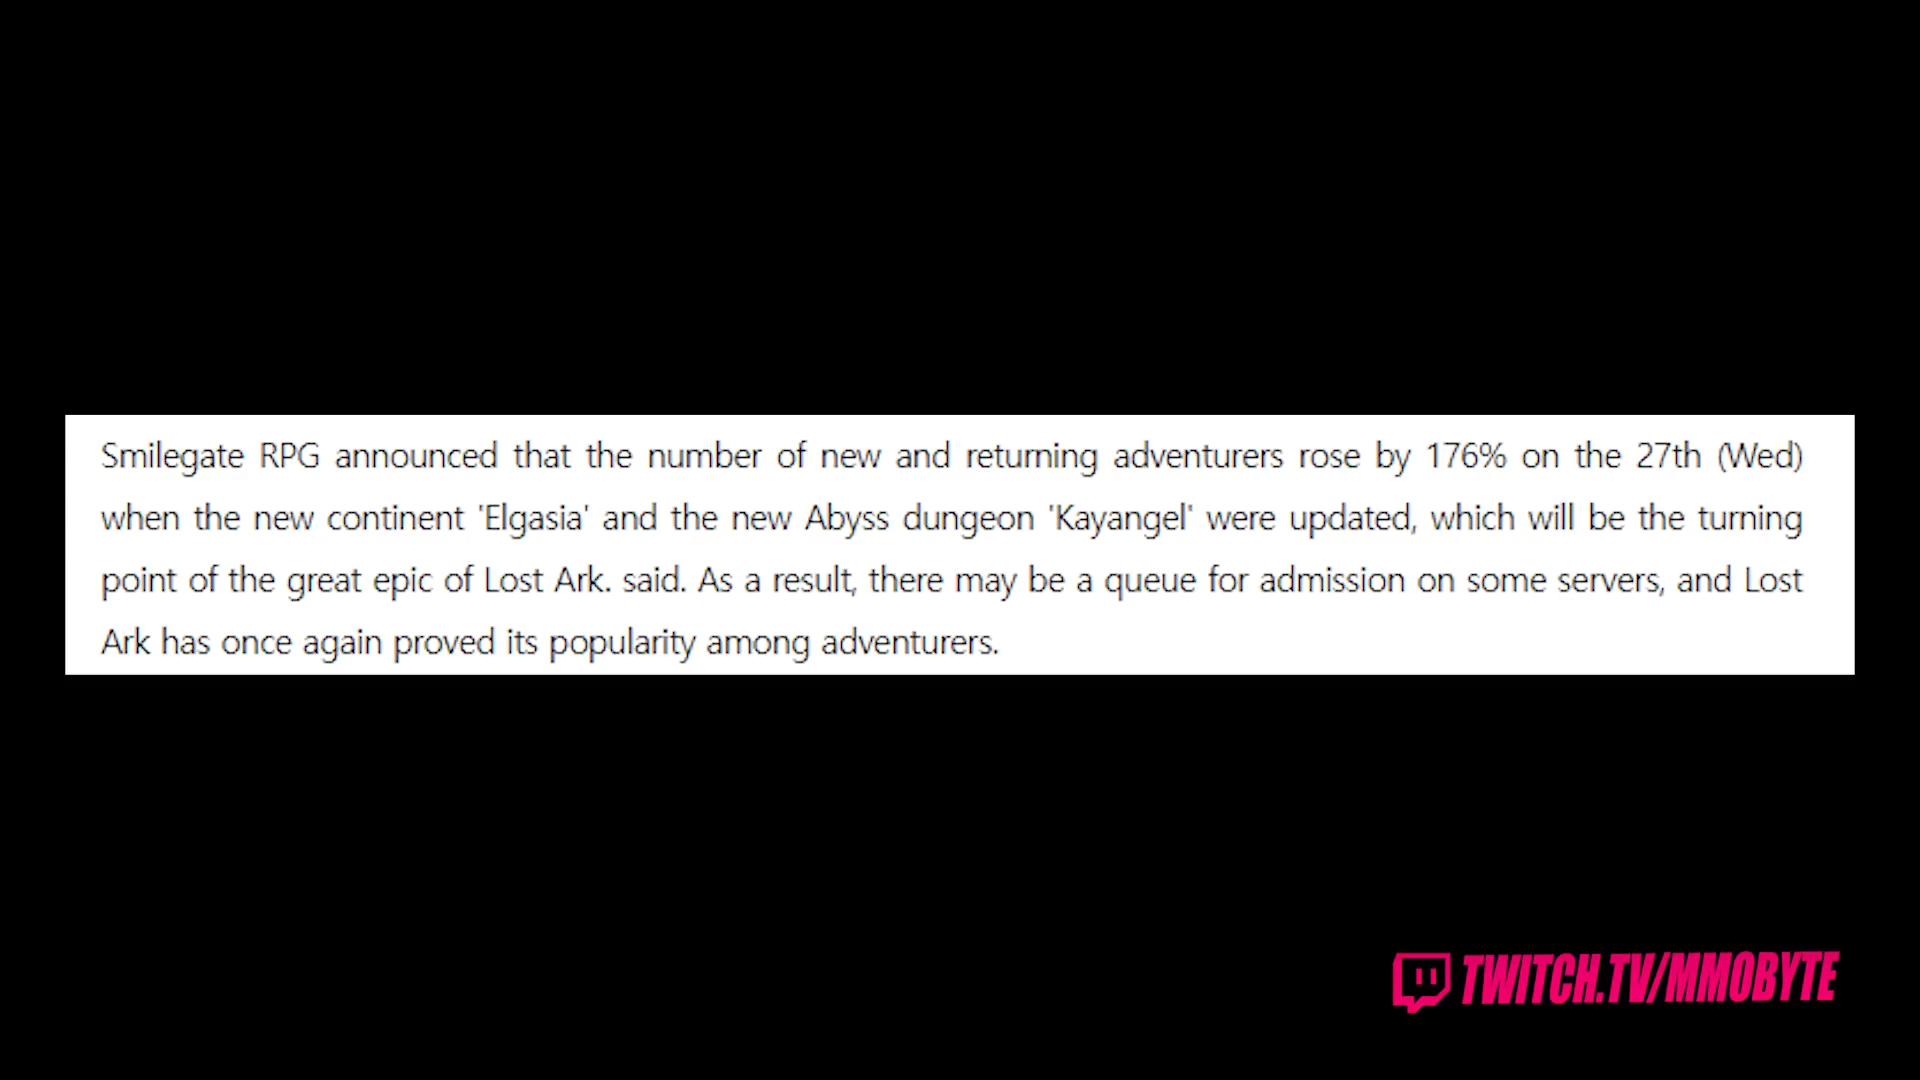 Smilegate RPG announced that the number of new and returning adventurers rose by 176% on the 27th (Wed)
when the new continent 'Elgasia' and the new Abyss dungeon 'Kayangel' were updated, which will be the turning
point of the great epic of Lost Ark. said. As a result, there may be a queue for admission on some servers, and Lost
Ark has once again proved its popularity among adventurers.
TWITCH.TV/MMOBYTE